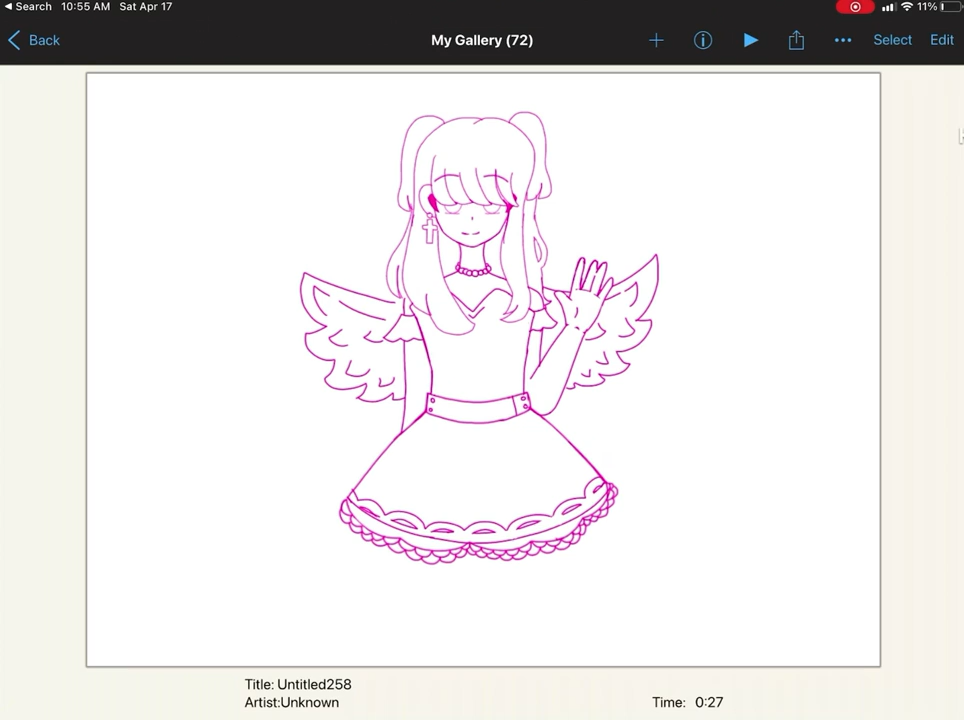 Search 10:55 AM Sat Apr 17 11%
Back My Gallery (72) Select Edit
Title: Untitled258
Artist:Unknown Time: 0:27